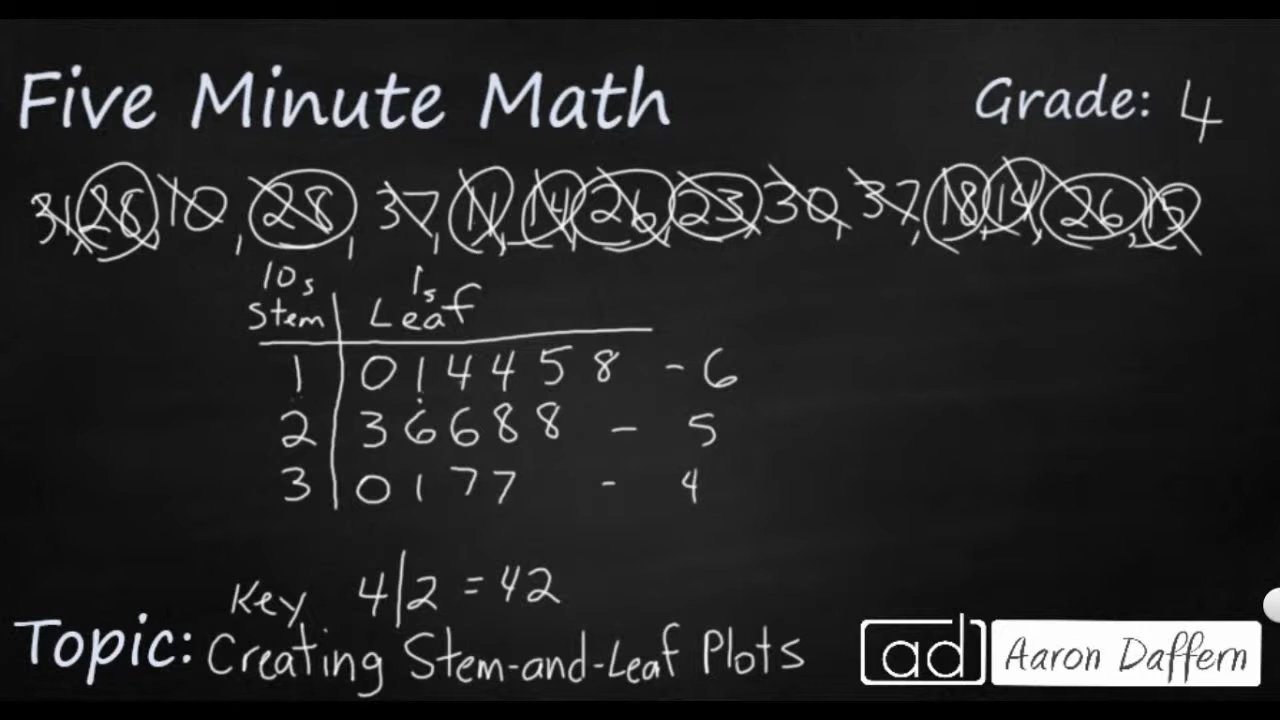 Five Minute Math Grade: 4
31, 28, 10, 28, 37, 11, 14, 26, 23, 30, 37, 18, 14, 26, 15
10s 1s
Stem Leaf
1 0 1 4 4 5 8 - 6
2 3 6 6 8 8 - 5
3 0 1 7 7 - 4
Key 4|2 = 42
Topic: Creating Stem-and-Leaf Plots
ad Aaron Daffern